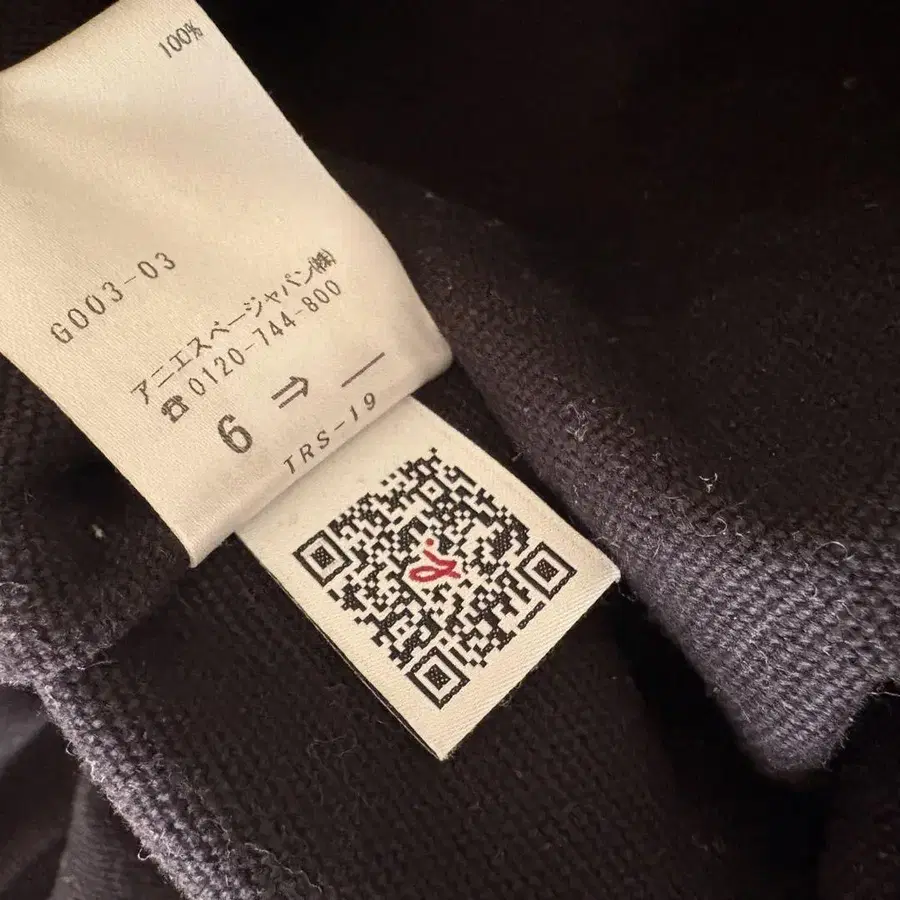 100%
G003-03
アニエスベージャパン㈱
☎0120-744-800
6 ⇒ —
TRS-19
b.